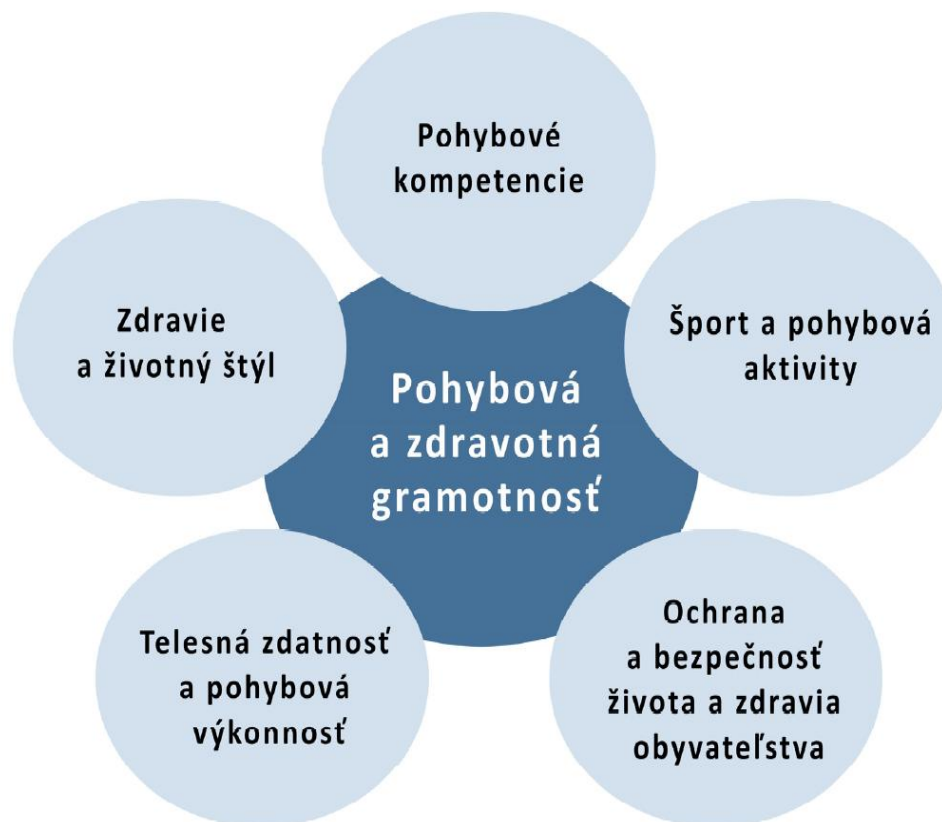 Pohybové
kompetencie
Zdravie
a životný štýl
Šport a pohybová
aktivity
Pohybová
a zdravotná
gramotnosť
Telesná zdatnosť
a pohybová
výkonnosť
Ochrana
a bezpečnosť
života a zdravia
obyvateľstva